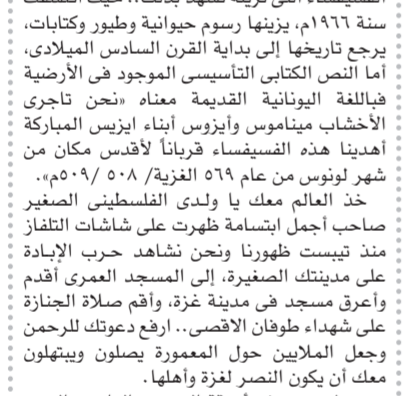 سنة ١٩٦٦م، يزينها رسوم حيوانية وطيور وكتابات،
يرجع تاريخها إلى بداية القرن السادس الميلادى،
أما النص الكتابى التأسيسى الموجود فى الأرضية
فباللغة اليونانية القديمة معناه «نحن تاجرى
الأخشاب ميناموس وأيزوس أبناء ايزيس المباركة
أهدينا هذه الفسيفساء قرباناً لأقدس مكان من
شهر لونوس من عام ٥٦٩ الغزية/ ٥٠٨ /٥٠٩م».
خذ العالم معك يا ولدى الفلسطينى الصغير
صاحب أجمل ابتسامة ظهرت على شاشات التلفاز
منذ تيبست ظهورنا ونحن نشاهد حرب الإبادة
على مدينتك الصغيرة، إلى المسجد العمرى أقدم
وأعرق مسجد فى مدينة غزة، وأقم صلاة الجنازة
على شهداء طوفان الاقصى.. ارفع دعوتك للرحمن
وجعل الملايين حول المعمورة يصلون ويبتهلون
معك أن يكون النصر لغزة وأهلها.